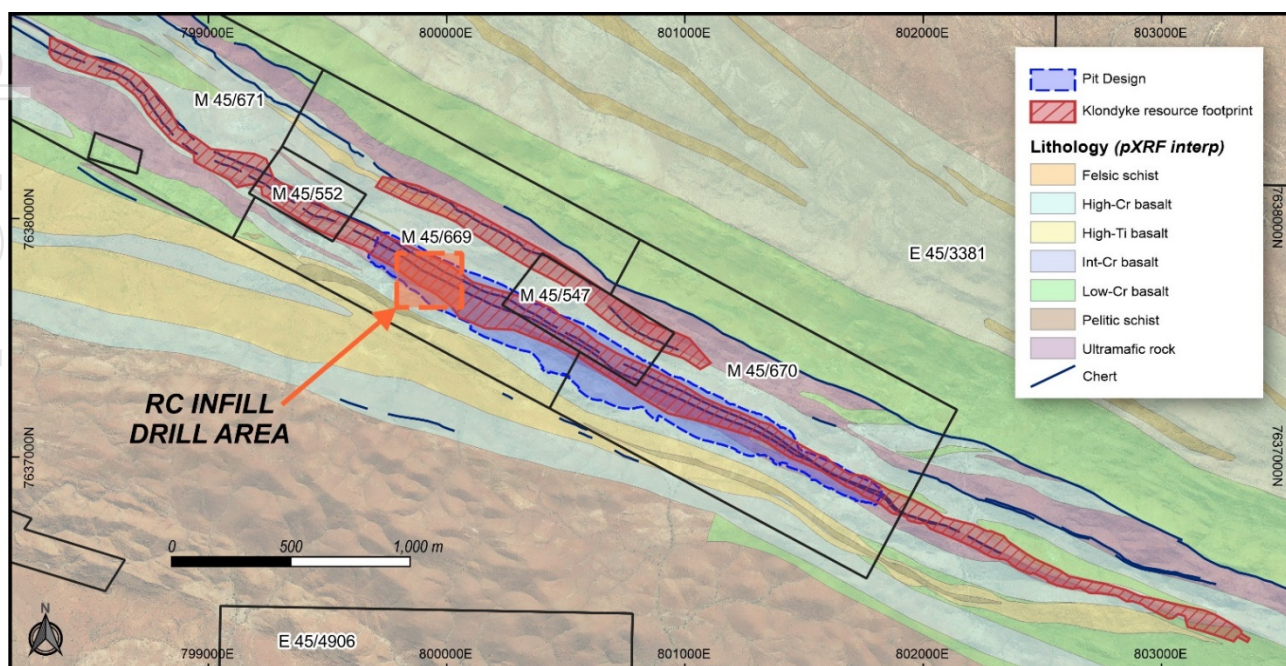 799000E
800000E
801000E
802000E
803000E
M 45/671
M 45/552
M 45/669
M 45/547
M 45/670
E 45/3381
7638000N
7638000N
Pit Design
Klondyke resource footprint
Lithology (pXRF interp)
Felsic schist
High-Cr basalt
High-Ti basalt
Int-Cr basalt
Low-Cr basalt
Pelitic schist
Ultramafic rock
Chert
RC INFILL
DRILL AREA
7637000N
7637000N
0
500
1,000 m
N
E 45/4906
799000E
800000E
801000E
802000E
803000E